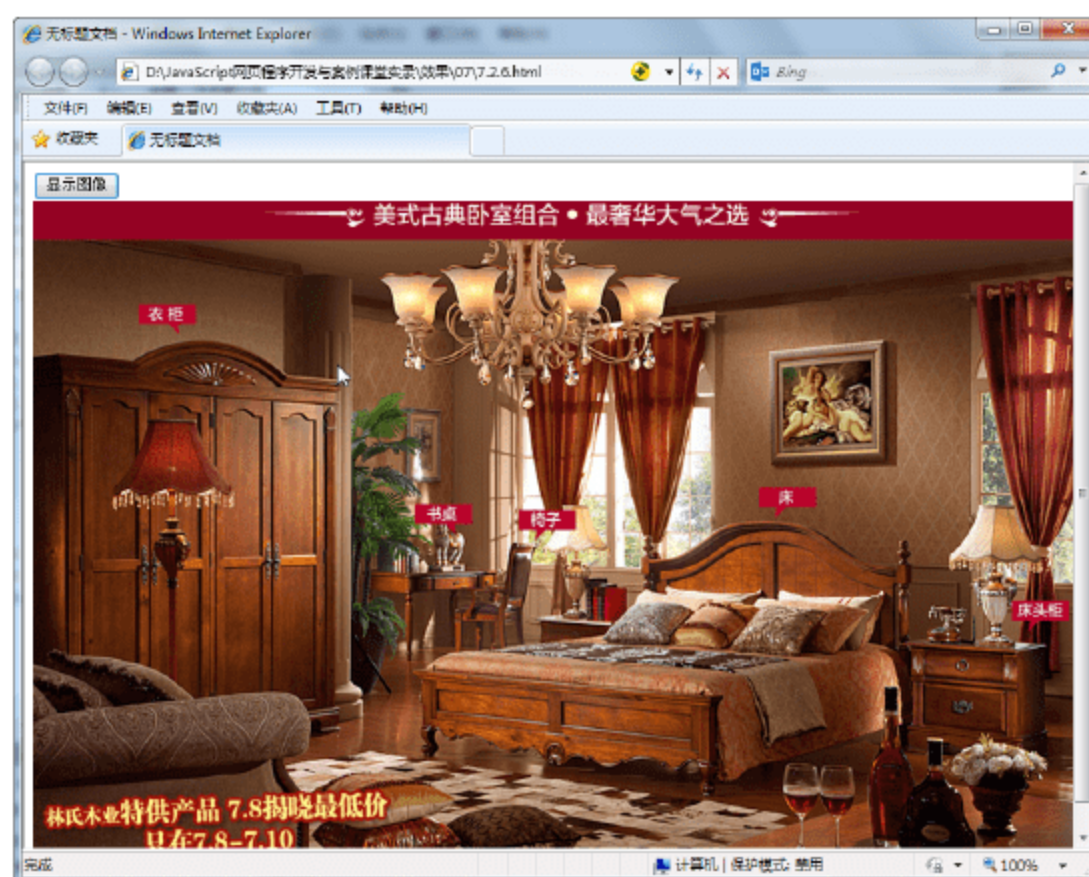 无标题文档 - Windows Internet Explorer
D:\JavaScript网页程序开发与案例课堂实录\效果\07\7.2.6.html
Bing
文件(F) 编辑(E) 查看(V) 收藏夹(A) 工具(T) 帮助(H)
收藏夹 无标题文档
显示图像
美式古典卧室组合•最奢华大气之选
衣柜
床
书桌
椅子
床头柜
林氏木业特供产品 7.8揭晓最低价
只在7.8-7.10
完成 计算机 | 保护模式: 禁用 100%